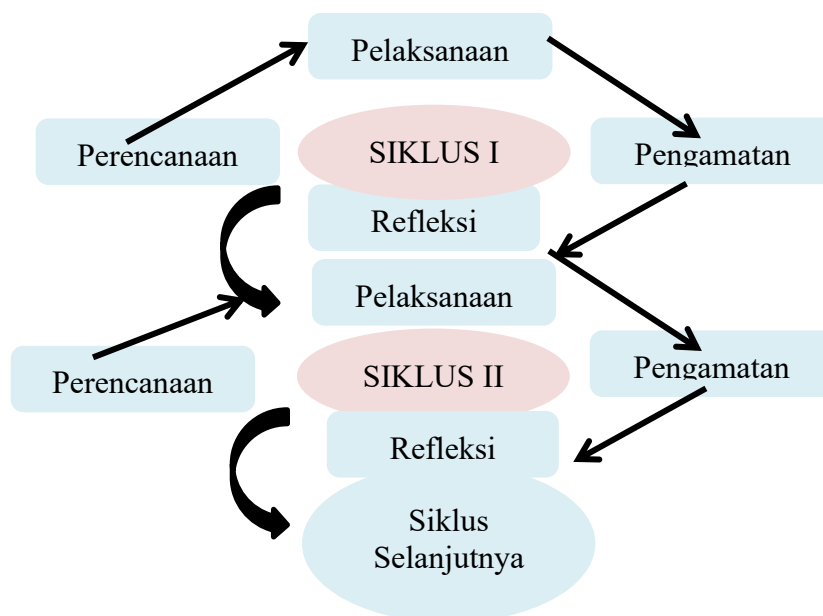 Pelaksanaan
Perencanaan
SIKLUS I
Pengamatan
Refleksi
Pelaksanaan
Perencanaan
SIKLUS II
Pengamatan
Refleksi
Siklus
Selanjutnya